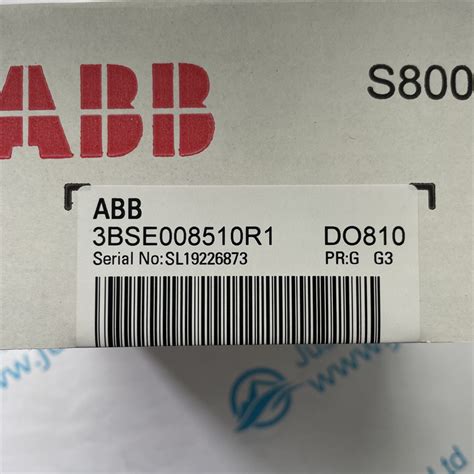 ABB S800
ABB
3BSE008510R1 DO810
Serial No:SL19226873 PR:G G3